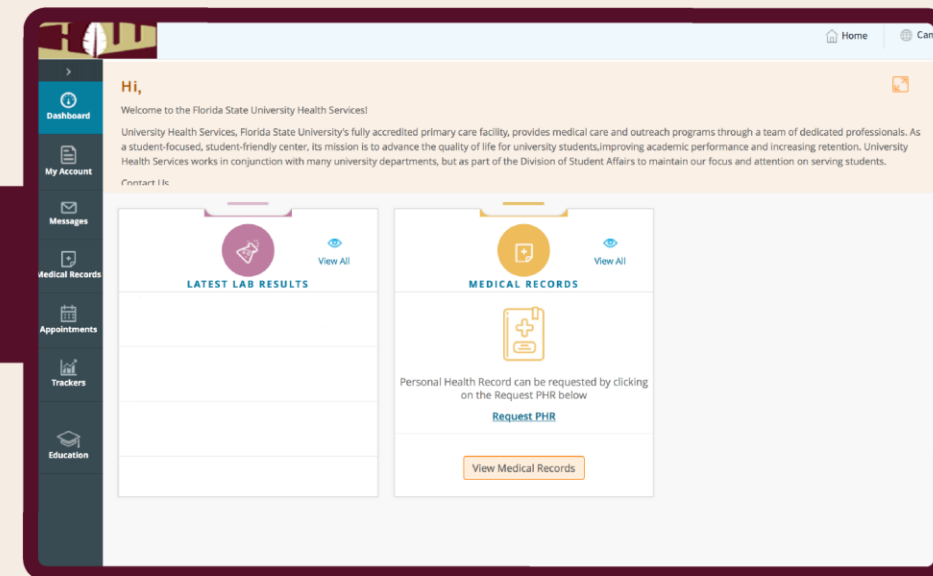 Home
Cam
Hi,
Welcome to the Florida State University Health Services!
University Health Services, Florida State University's fully accredited primary care facility, provides medical care and outreach programs through a team of dedicated professionals. As
a student-focused, student-friendly center, its mission is to advance the quality of life for university students,improving academic performance and increasing retention. University
Health Services works in conjunction with many university departments, but as part of the Division of Student Affairs to maintain our focus and attention on serving students.
Contact Us
Dashboard
My Account
Messages
Medical Records
Appointments
Trackers
Education
View All
LATEST LAB RESULTS
View All
MEDICAL RECORDS
Personal Health Record can be requested by clicking
on the Request PHR below
Request PHR
View Medical Records